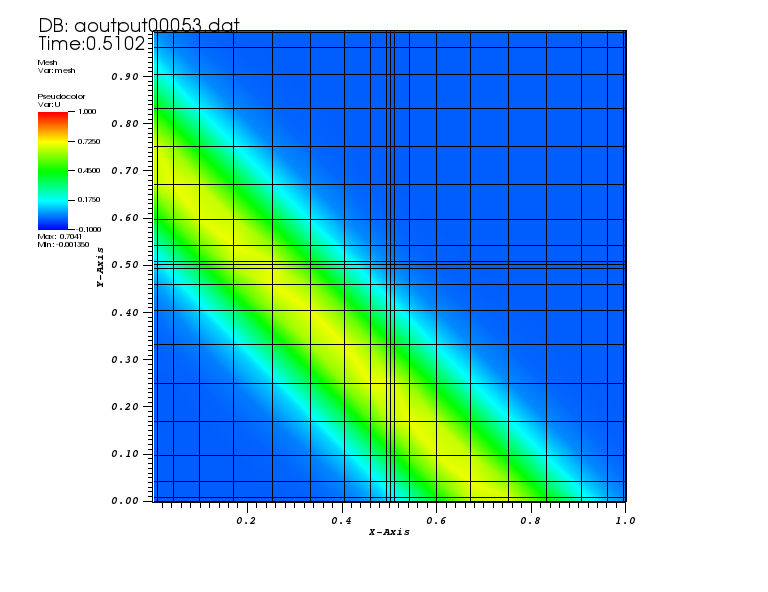 DB: aoutput00053.dat
Time:0.5102
Mesh
Var: mesh
Pseudocolor
Var: U
1.000
0.7250
0.4500
0.1750
-0.1000
Max: 0.7041
Min: -0.001350
Y-Axis
0.90
0.80
0.70
0.60
0.50
0.40
0.30
0.20
0.10
0.00
0.2 0.4 0.6 0.8 1.0
X-Axis